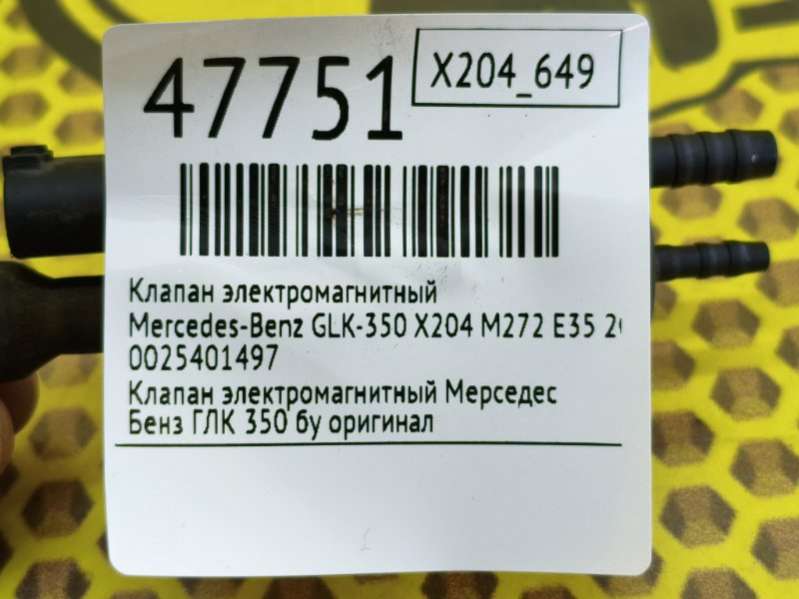 47751
X204_649
Клапан электромагнитный
Mercedes-Benz GLK-350 X204 M272 E35
0025401497
Клапан электромагнитный Мерседес
Бенз ГЛК 350 бу оригинал